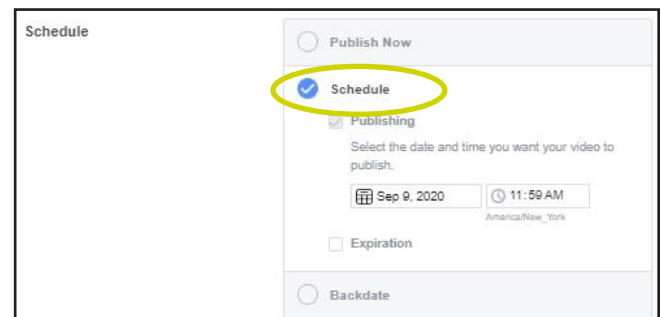 Schedule
Publish Now
Schedule
Publishing
Select the date and time you want your video to
publish.
Sep 9, 2020 11:59 AM
America/New_York
Expiration
Backdate